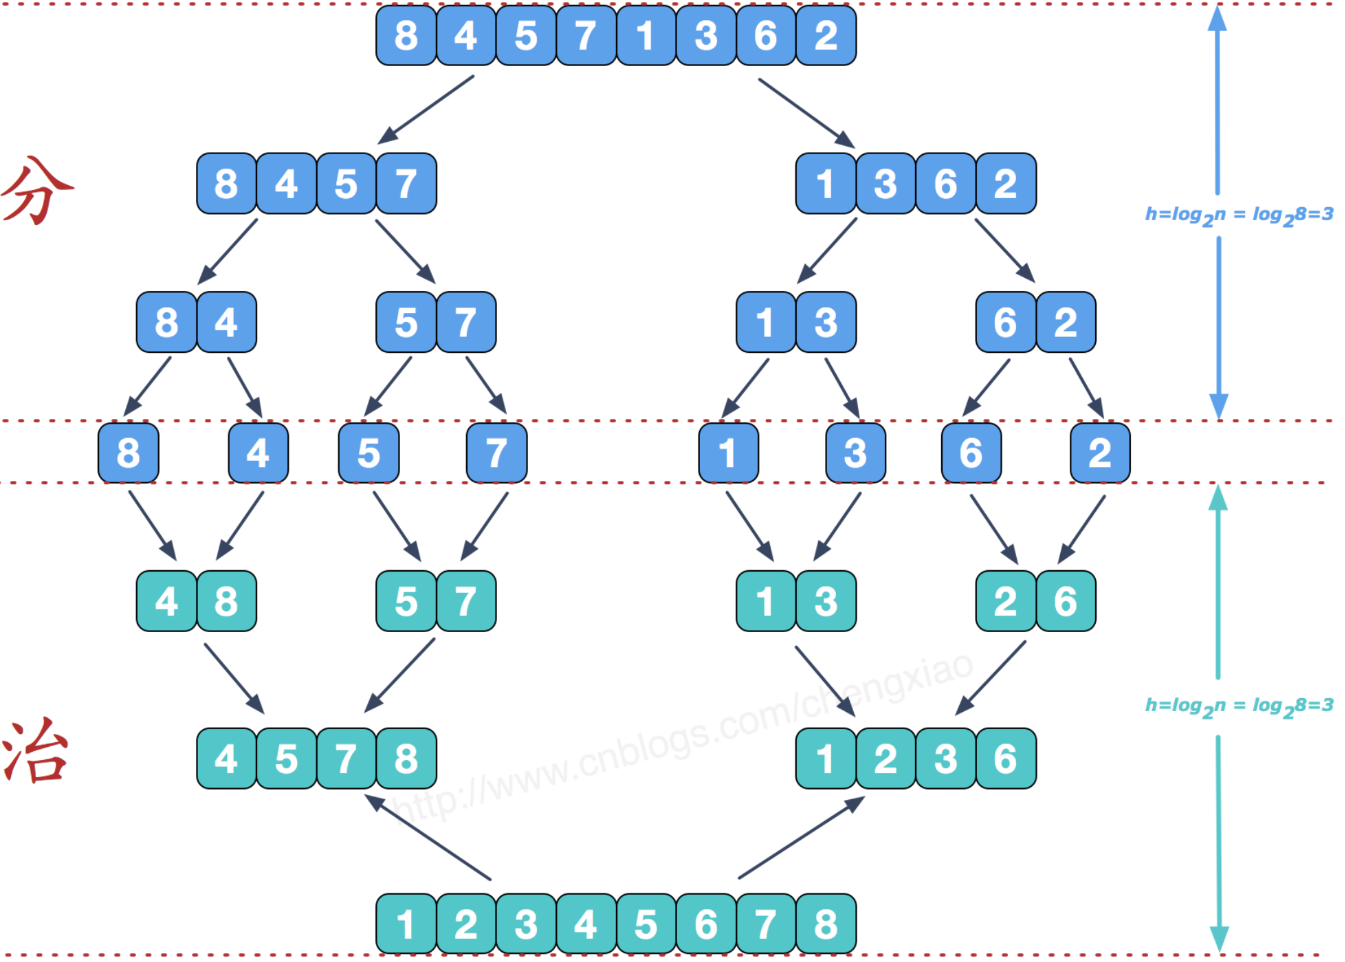 8 4 5 7 1 3 6 2
分
8 4 5 7
1 3 6 2
h=log2n = log28=3
8 4
5 7
1 3
6 2
8
4
5
7
1
3
6
2
4 8
5 7
1 3
2 6
治
4 5 7 8
1 2 3 6
h=log2n = log28=3
http://www.cnblogs.com/chengxiao
1 2 3 4 5 6 7 8